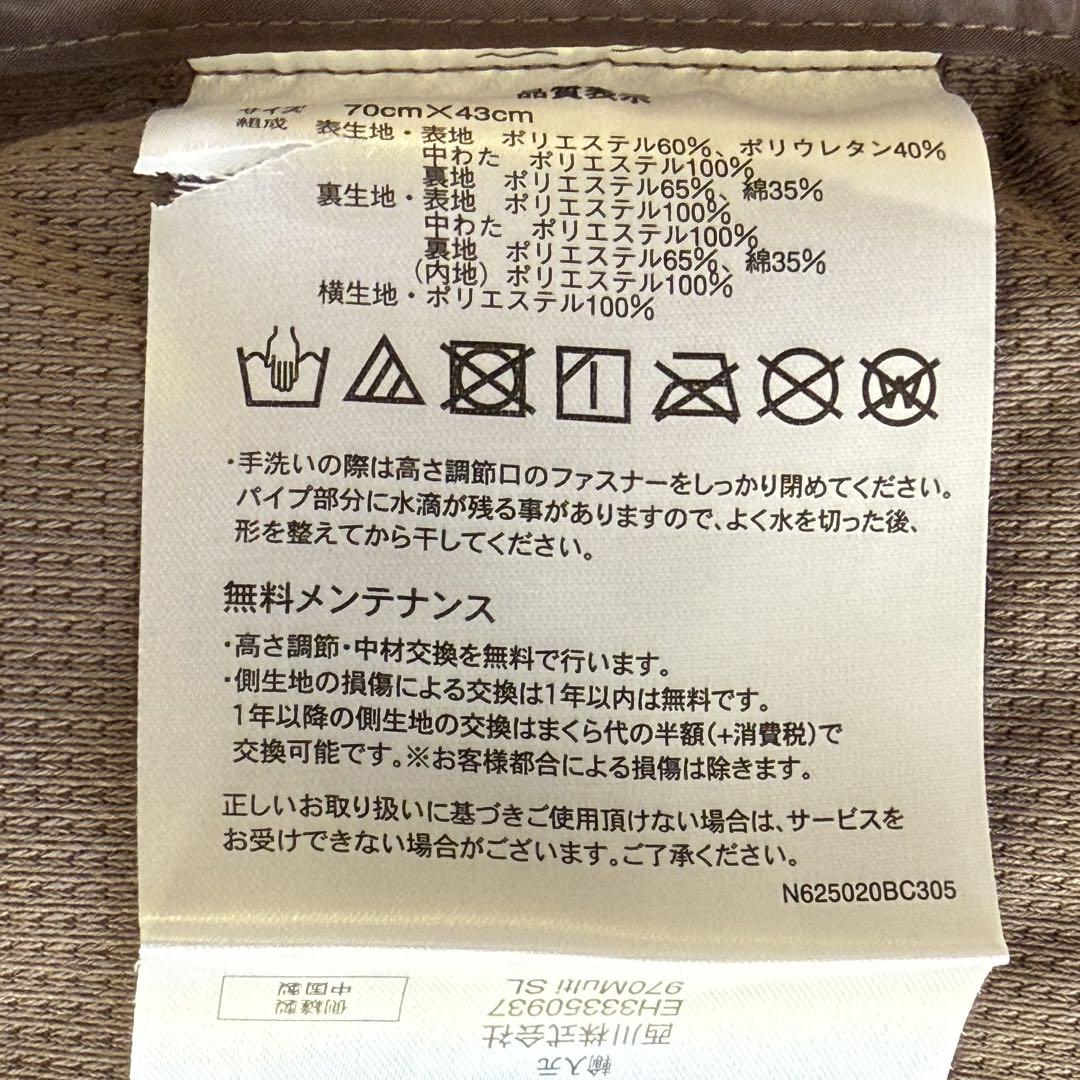 品質表示
サイズ 70cm×43cm
組成 表生地・表地 ポリエステル60%、ポリウレタン40%
中わた ポリエステル100%
裏地 ポリエステル65%、綿35%
裏生地・表地 ポリエステル100%
中わた ポリエステル100%
裏地 ポリエステル65%、綿35%
(内地) ポリエステル100%
横生地・ポリエステル100%
W
・手洗いの際は高さ調節口のファスナーをしっかり閉めてください。
パイプ部分に水滴が残る事がありますので、よく水を切った後、
形を整えてから干してください。
無料メンテナンス
・高さ調節・中材交換を無料で行います。
・側生地の損傷による交換は1年以内は無料です。
1年以降の側生地の交換はまくら代の半額(+消費税)で
交換可能です。※お客様都合による損傷は除きます。
正しいお取り扱いに基づきご使用頂けない場合は、サービスを
お受けできない場合がございます。ご了承ください。
N625020BC305
輸入元
西川株式会社
EH33350937
970Multi SL
側縫製
中国製